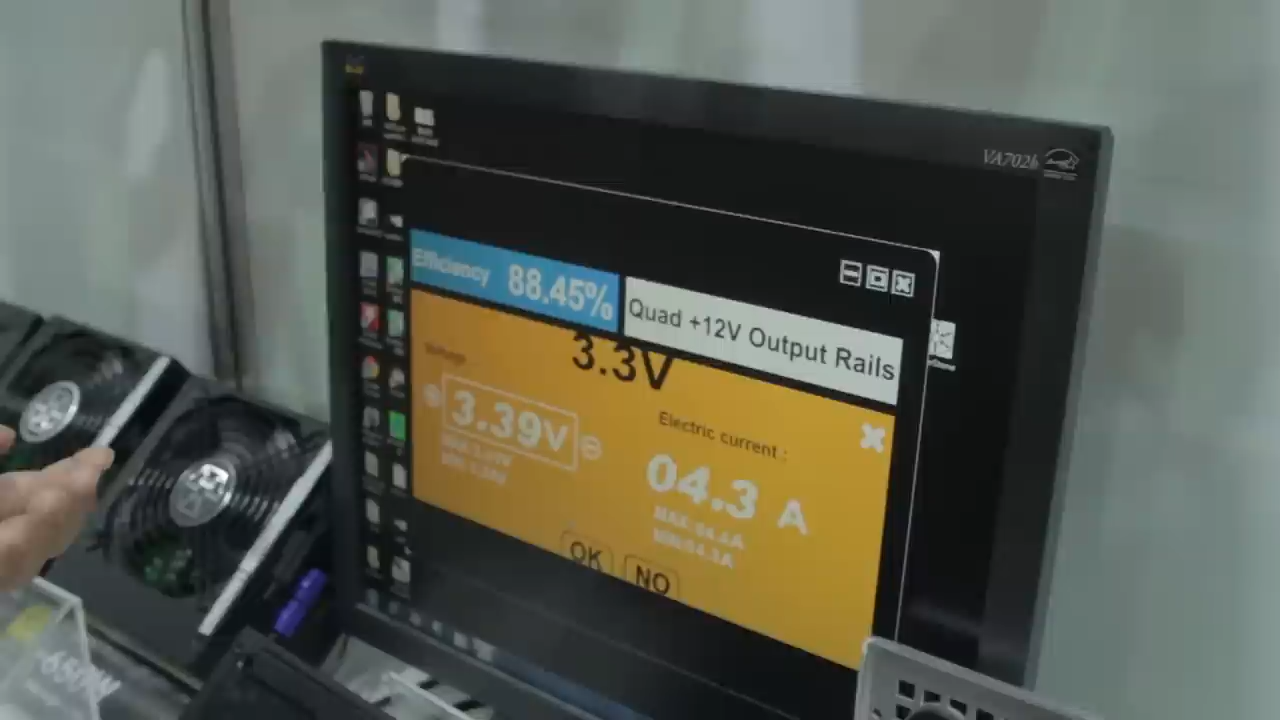 VA702b
Efficiency 88.45%
Quad +12V Output Rails
3.3V
Voltage
3.39V
Electric current :
04.3 A
OK NO
650W